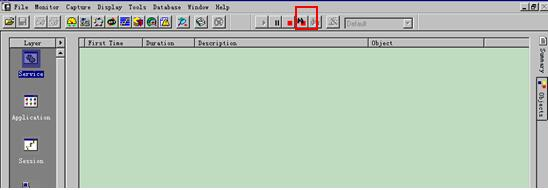 File Monitor Capture Display Tools Database Window Help
Default
Layer First Time Duration Description Object
Service
Application
Session
Summary
Objects